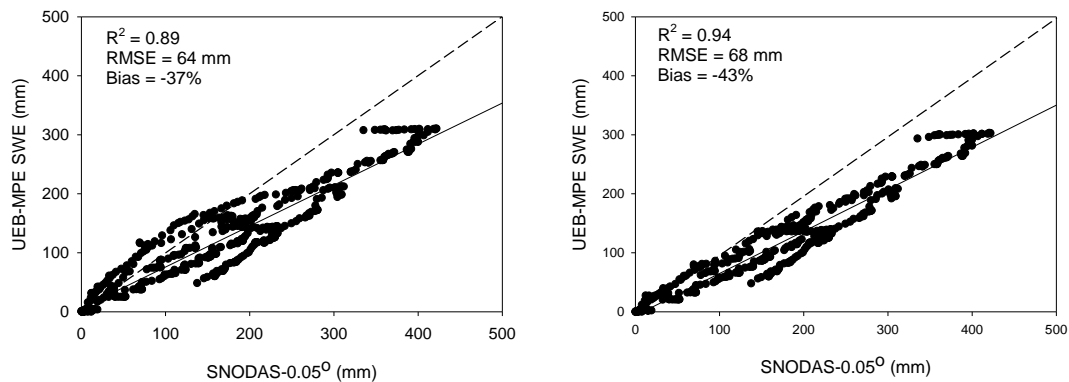 R² = 0.89
RMSE = 64 mm
Bias = -37%
UEB-MPE SWE (mm)
500
400
300
200
100
0
0 100 200 300 400 500
SNODAS-0.05° (mm)
R² = 0.94
RMSE = 68 mm
Bias = -43%
UEB-MPE SWE (mm)
500
400
300
200
100
0
0 100 200 300 400 500
SNODAS-0.05° (mm)